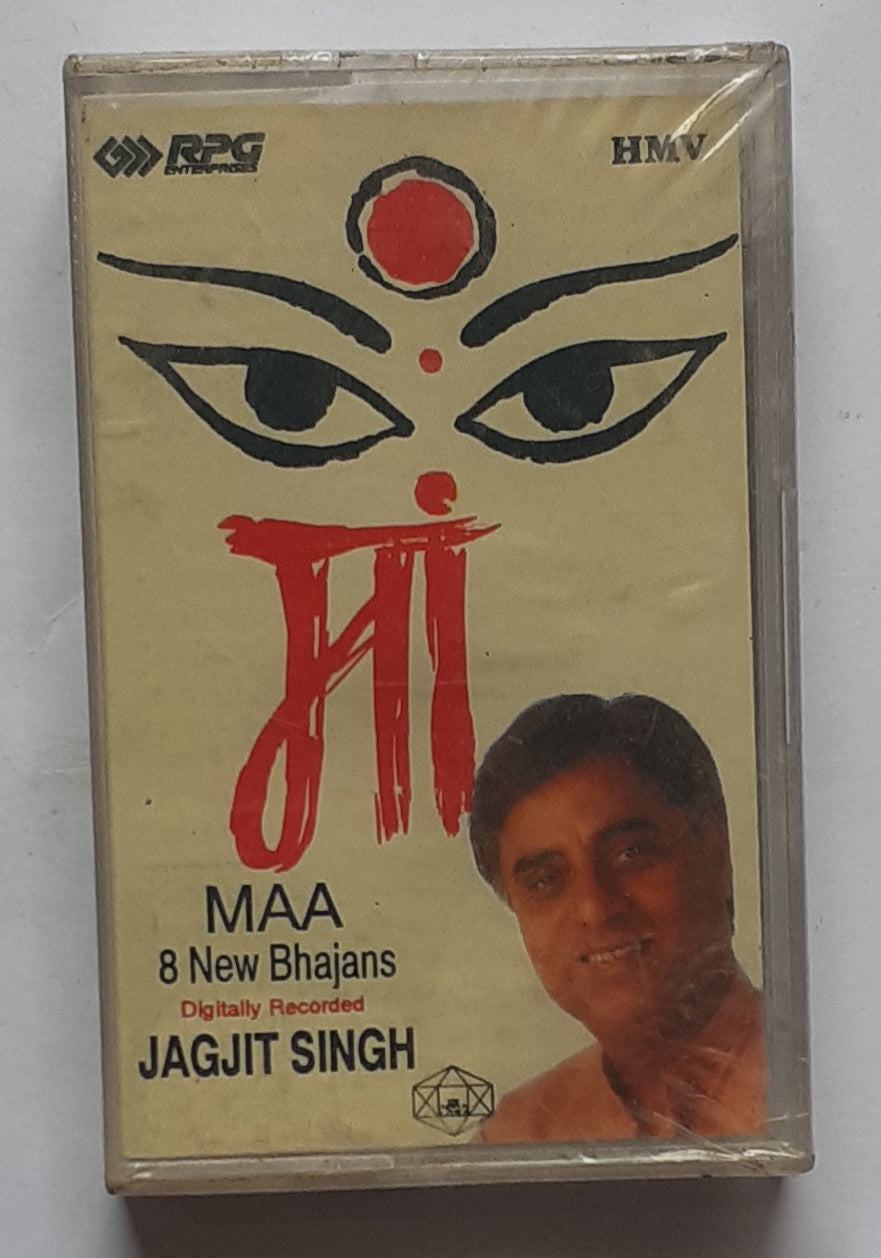 RPG
ENTERPRISES
HMV
मां
MAA
8 New Bhajans
Digitally Recorded
JAGJIT SINGH